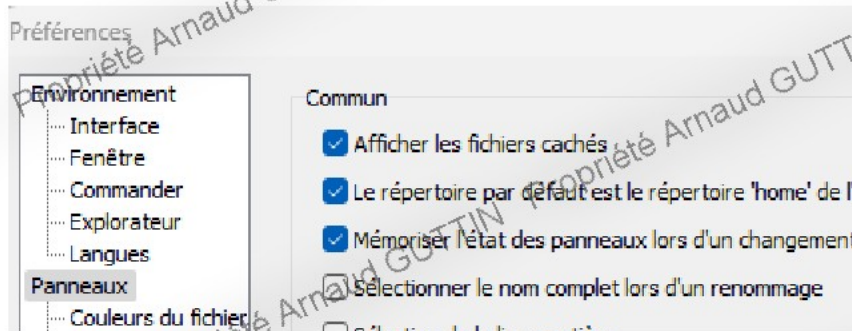 Préférences
Environnement
Interface
Fenêtre
Commander
Explorateur
Langues
Panneaux
Couleurs du fichier
Commun
Afficher les fichiers cachés
Le répertoire par défaut est le répertoire 'home' de l'
Mémoriser l'état des panneaux lors d'un changement
Sélectionner le nom complet lors d'un renommage
Propriété Arnaud GUTTIN Propriété Arnaud GUTT